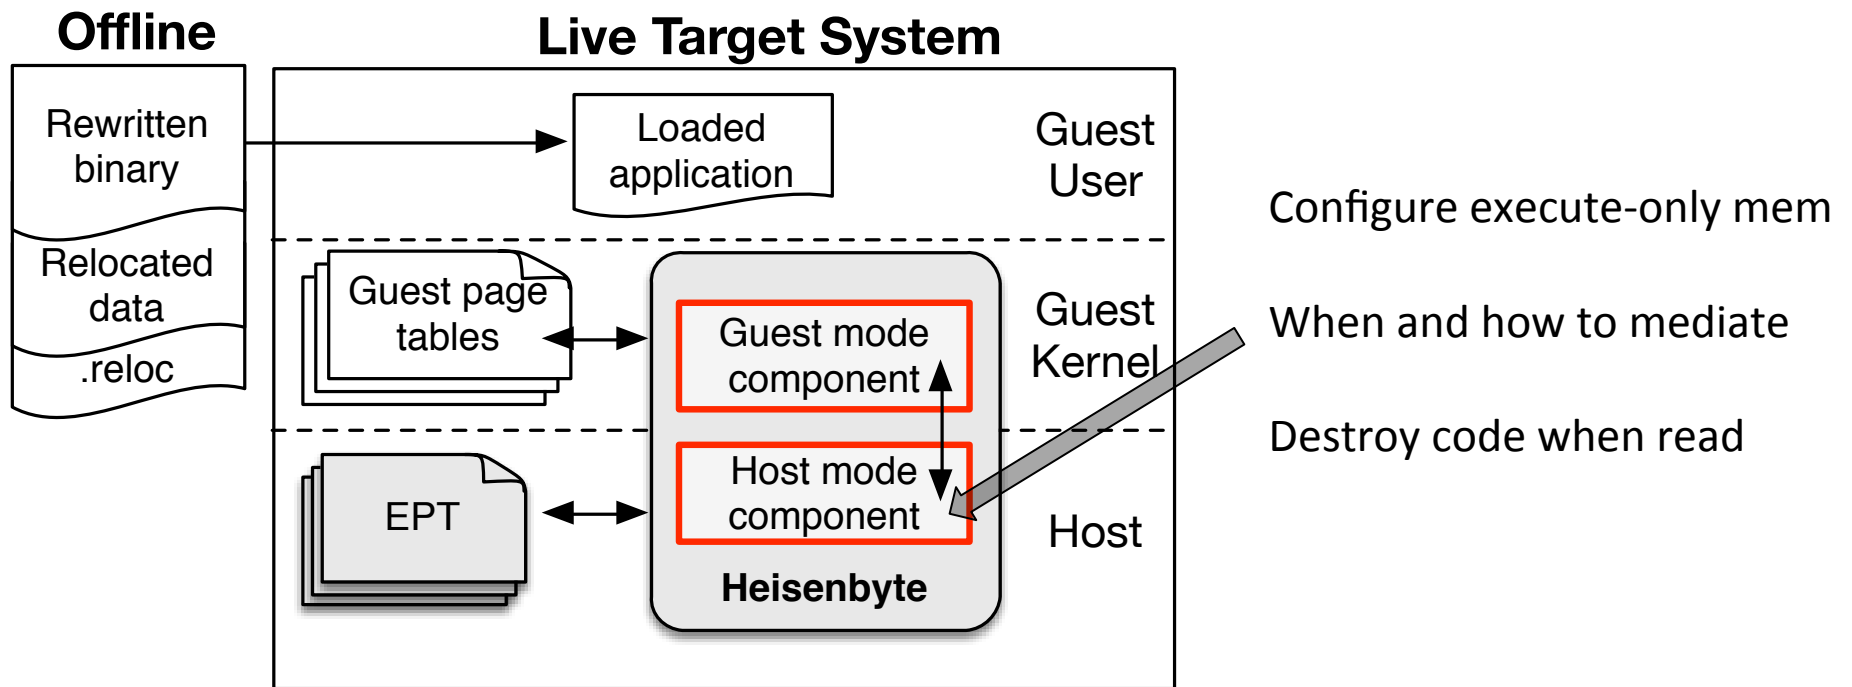 Offline
Live Target System
Rewritten
binary
Relocated
data
.reloc
Loaded
application
Guest
User
Guest page
tables
Guest mode
component
Guest
Kernel
EPT
Host mode
component
Heisenbyte
Host
Configure execute-only mem
When and how to mediate
Destroy code when read